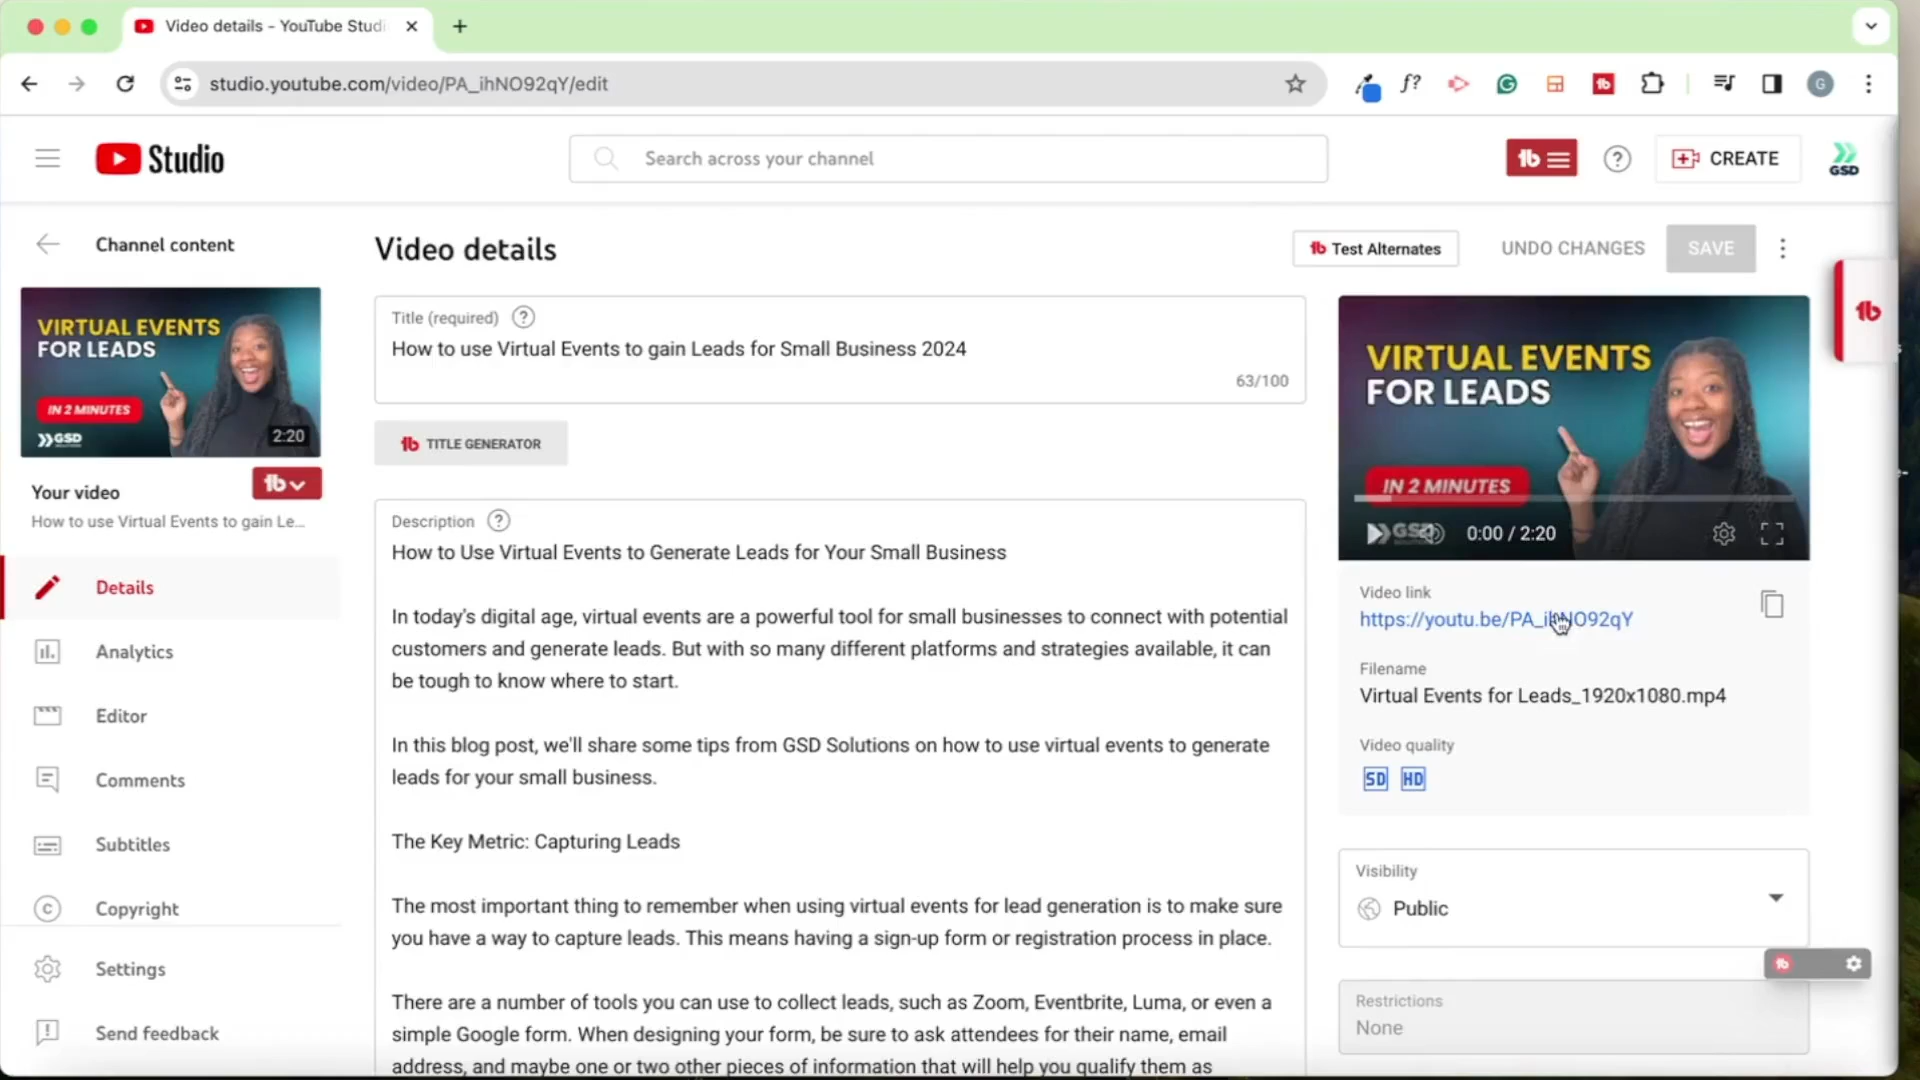 Video details - YouTube Studi
studio.youtube.com/video/PA_ihNO92qY/edit
f?
G
Studio
Search across your channel
CREATE
GSD
Channel content
VIRTUAL EVENTS
FOR LEADS
IN 2 MINUTES
GSD
2:20
Your video
How to use Virtual Events to gain Le...
Details
Analytics
Editor
Comments
Subtitles
Copyright
Settings
Send feedback
Video details
Test Alternates
UNDO CHANGES
SAVE
Title (required)
How to use Virtual Events to gain Leads for Small Business 2024
63/100
TITLE GENERATOR
Description
How to Use Virtual Events to Generate Leads for Your Small Business
In today's digital age, virtual events are a powerful tool for small businesses to connect with potential
customers and generate leads. But with so many different platforms and strategies available, it can
be tough to know where to start.
In this blog post, we'll share some tips from GSD Solutions on how to use virtual events to generate
leads for your small business.
The Key Metric: Capturing Leads
The most important thing to remember when using virtual events for lead generation is to make sure
you have a way to capture leads. This means having a sign-up form or registration process in place.
There are a number of tools you can use to collect leads, such as Zoom, Eventbrite, Luma, or even a
simple Google form. When designing your form, be sure to ask attendees for their name, email
address, and maybe one or two other pieces of information that will help you qualify them as
VIRTUAL EVENTS
FOR LEADS
IN 2 MINUTES
GSD
0:00 / 2:20
Video link
https://youtu.be/PA_ihNO92qY
Filename
Virtual Events for Leads_1920x1080.mp4
Video quality
SD HD
Visibility
Public
Restrictions
None